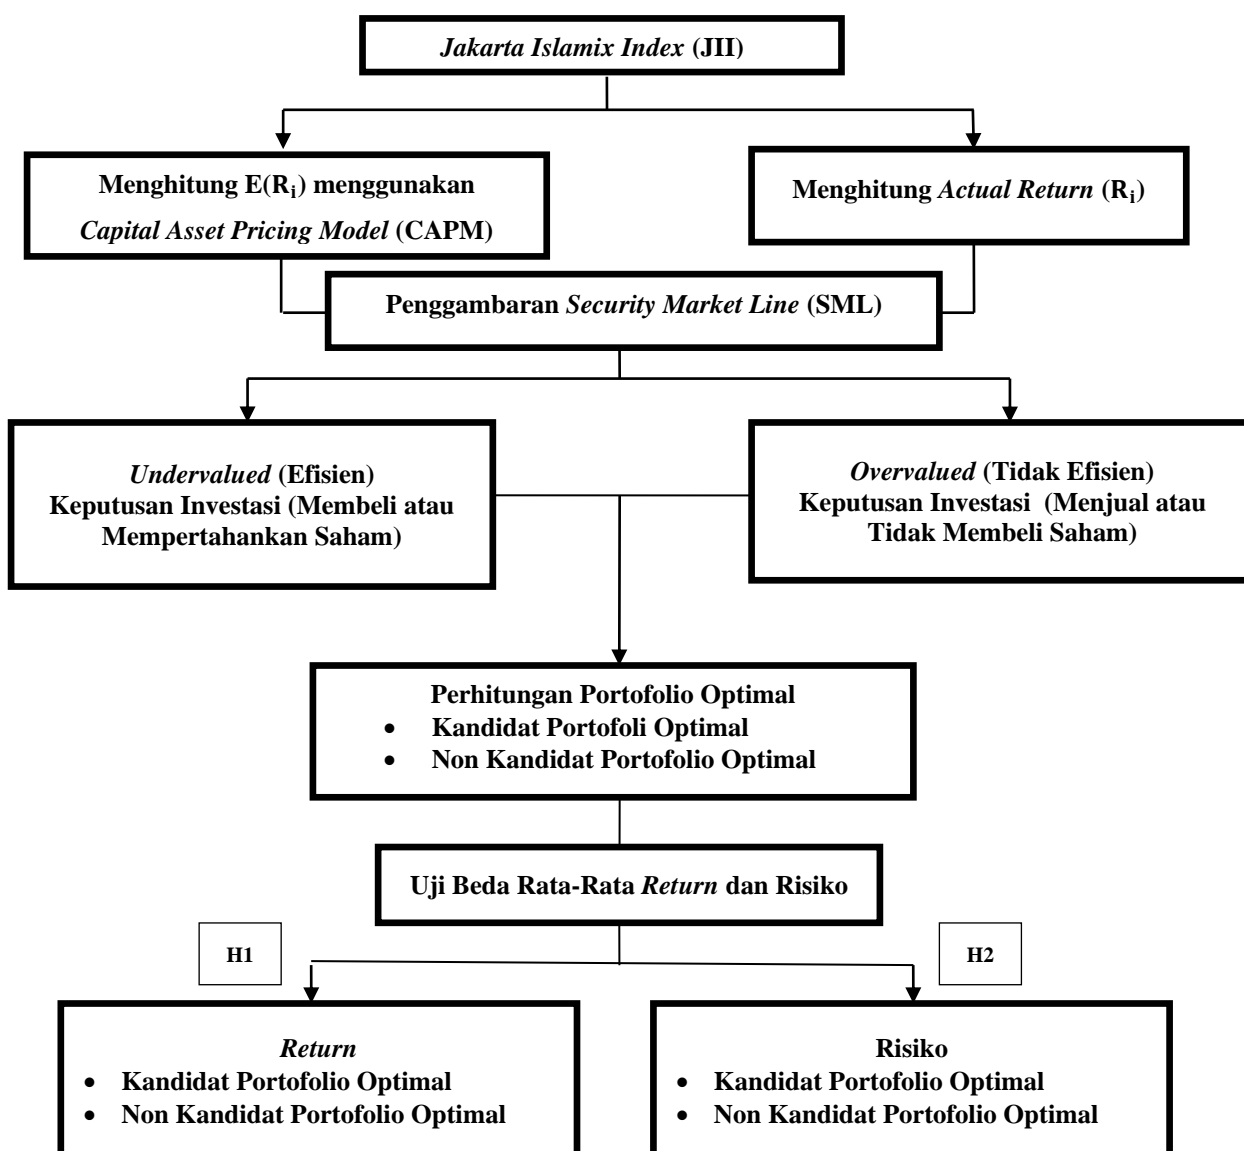 Jakarta Islamix Index (JII)
Menghitung E(Rᵢ) menggunakan
Capital Asset Pricing Model (CAPM)
Menghitung Actual Return (Rᵢ)
Penggambaran Security Market Line (SML)
Undervalued (Efisien)
Keputusan Investasi (Membeli atau
Mempertahankan Saham)
Overvalued (Tidak Efisien)
Keputusan Investasi (Menjual atau
Tidak Membeli Saham)
Perhitungan Portofolio Optimal
• Kandidat Portofoli Optimal
• Non Kandidat Portofolio Optimal
Uji Beda Rata-Rata Return dan Risiko
H1
H2
Return
• Kandidat Portofolio Optimal
• Non Kandidat Portofolio Optimal
Risiko
• Kandidat Portofolio Optimal
• Non Kandidat Portofolio Optimal